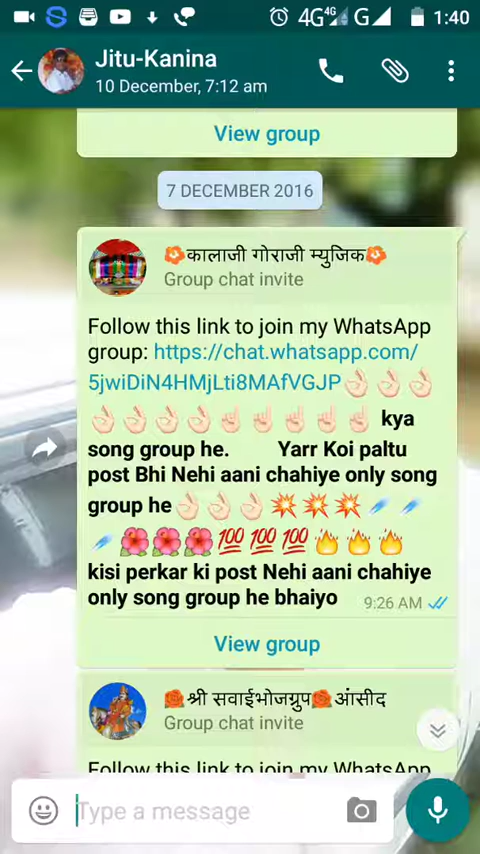 4G 4G G 1:40
Jitu-Kanina
10 December, 7:12 am
View group
7 DECEMBER 2016
🏵कालाजी गोराजी म्युजिक🏵
Group chat invite
Follow this link to join my WhatsApp
group: https://chat.whatsapp.com/
5jwiDiN4HMjLti8MAfVGJP👌🏻👌🏻👌🏻
👌🏻👌🏻👌🏻👌🏻☝🏻☝🏻☝🏻☝🏻☝🏻 kya
song group he. Yarr Koi paltu
post Bhi Nehi aani chahiye only song
group he👌🏻👌🏻👌🏻💥💥💥☄☄
☄🌺🌺🌺💯💯💯🔥🔥🔥
kisi perkar ki post Nehi aani chahiye
only song group he bhaiyo 9:26 AM
View group
🌹श्री सवाईभोजग्रुप🌹आंसीद
Group chat invite
Follow this link to join my WhatsApp
Type a message